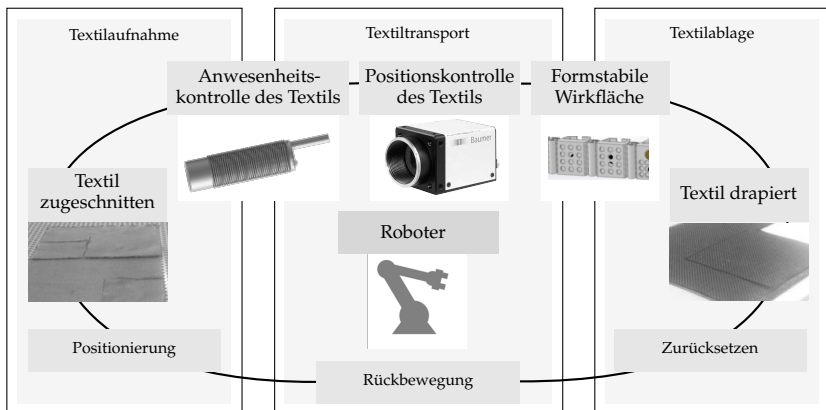 Textilaufnahme
Textiltransport
Textilablage
Anwesenheits-
kontrolle des Textils
Positionskontrolle
des Textils
Formstabile
Wirkfläche
Baumer
Textil
zugeschnitten
Roboter
Textil drapiert
Positionierung
Rückbewegung
Zurücksetzen